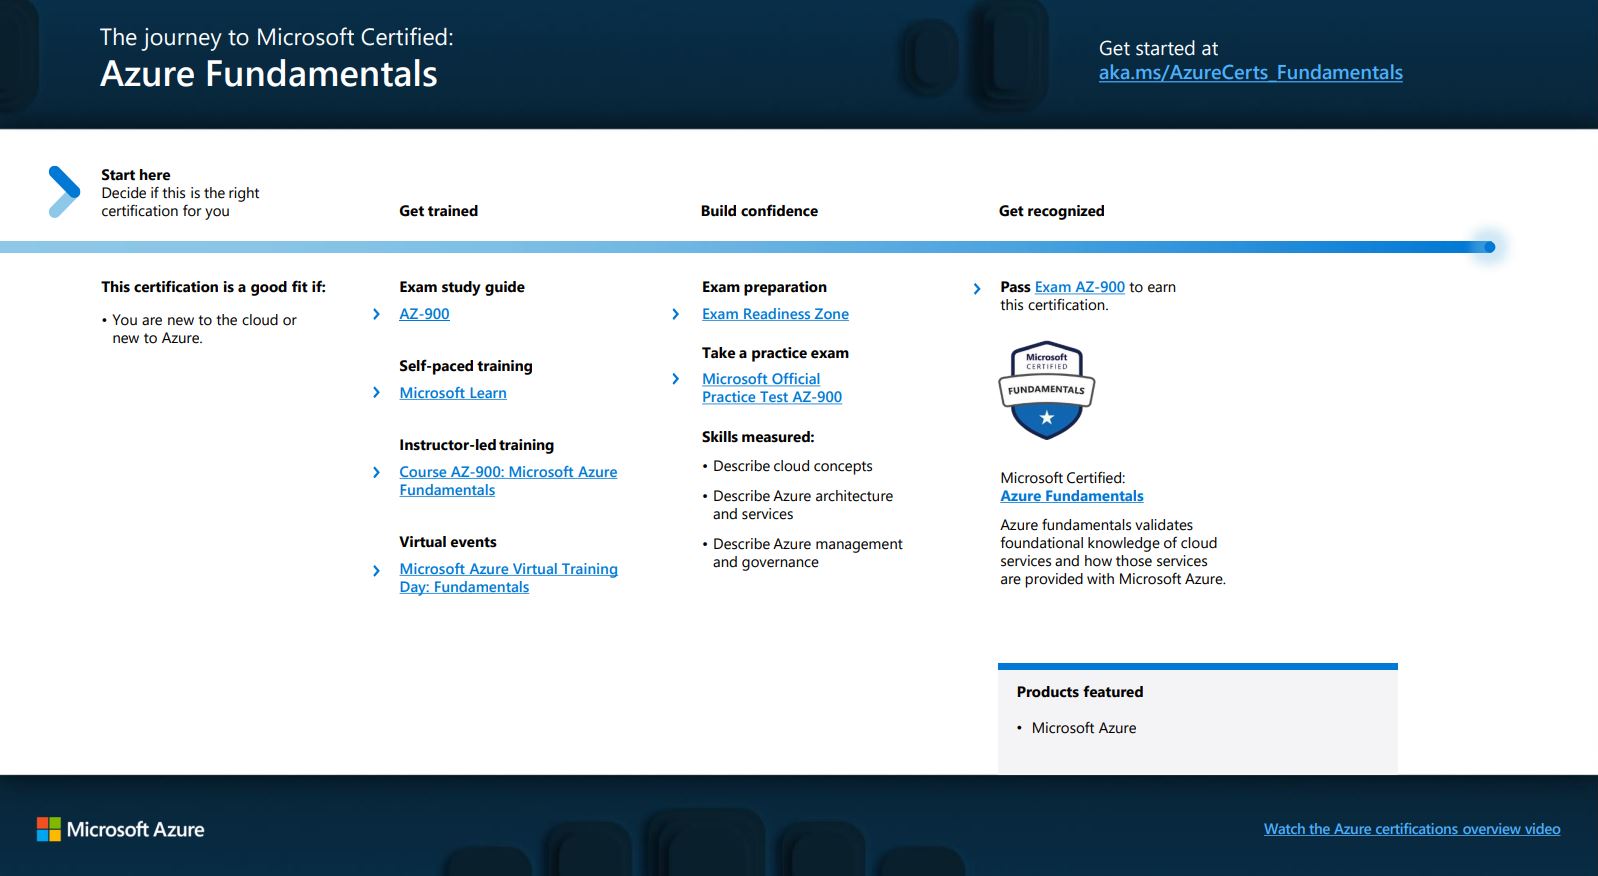 The journey to Microsoft Certified:
Azure Fundamentals
Get started at
aka.ms/AzureCerts_Fundamentals
Start here
Decide if this is the right
certification for you
Get trained
Build confidence
Get recognized
This certification is a good fit if:
• You are new to the cloud or
new to Azure.
Exam study guide
AZ-900
Self-paced training
Microsoft Learn
Instructor-led training
Course AZ-900: Microsoft Azure
Fundamentals
Virtual events
Microsoft Azure Virtual Training
Day: Fundamentals
Exam preparation
Exam Readiness Zone
Take a practice exam
Microsoft Official
Practice Test AZ-900
Skills measured:
• Describe cloud concepts
• Describe Azure architecture
and services
• Describe Azure management
and governance
Pass Exam AZ-900 to earn
this certification.
Microsoft
CERTIFIED
FUNDAMENTALS
Microsoft Certified:
Azure Fundamentals
Azure fundamentals validates
foundational knowledge of cloud
services and how those services
are provided with Microsoft Azure.
Products featured
• Microsoft Azure
Microsoft Azure
Watch the Azure certifications overview video